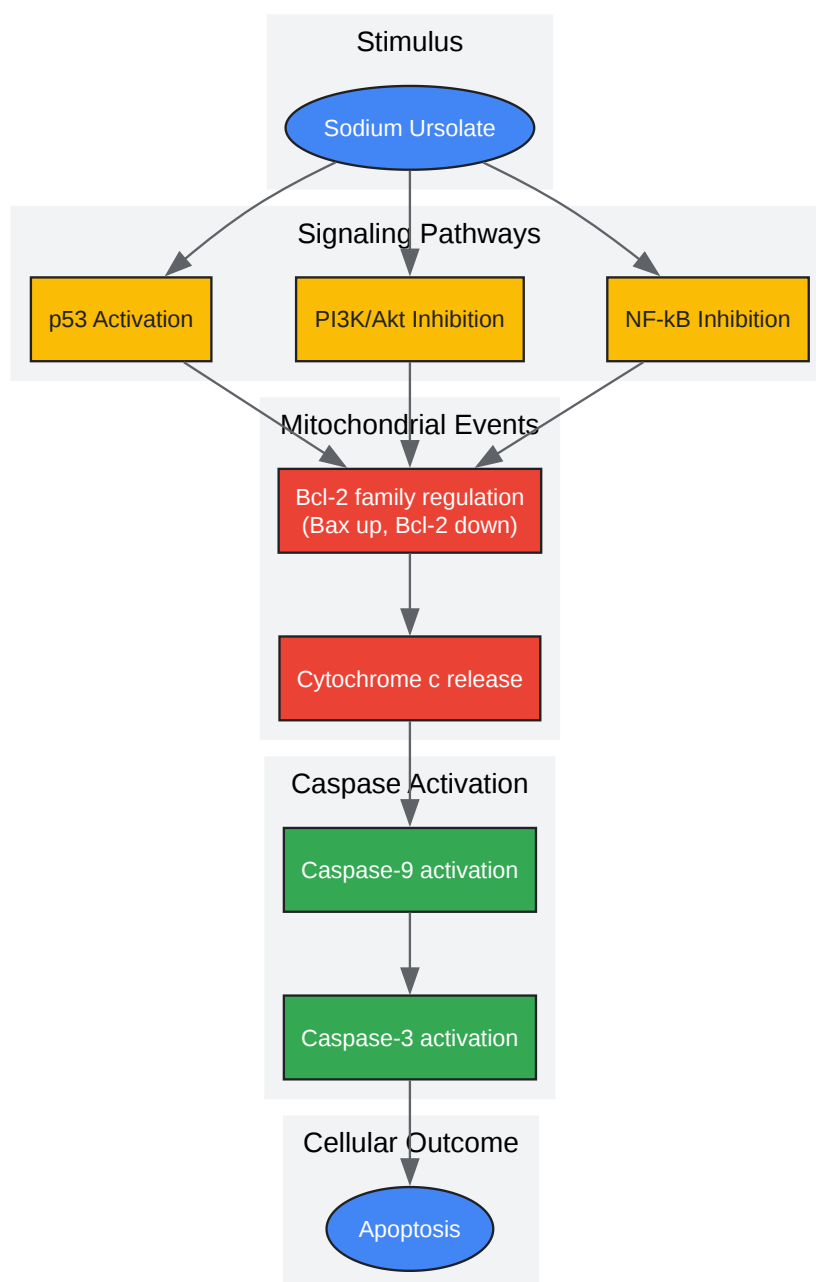 Stimulus
Sodium Ursolate
Signaling Pathways
p53 Activation
PI3K/Akt Inhibition
NF-kB Inhibition
Mitochondrial Events
Bcl-2 family regulation
(Bax up, Bcl-2 down)
Cytochrome c release
Caspase Activation
Caspase-9 activation
Caspase-3 activation
Cellular Outcome
Apoptosis